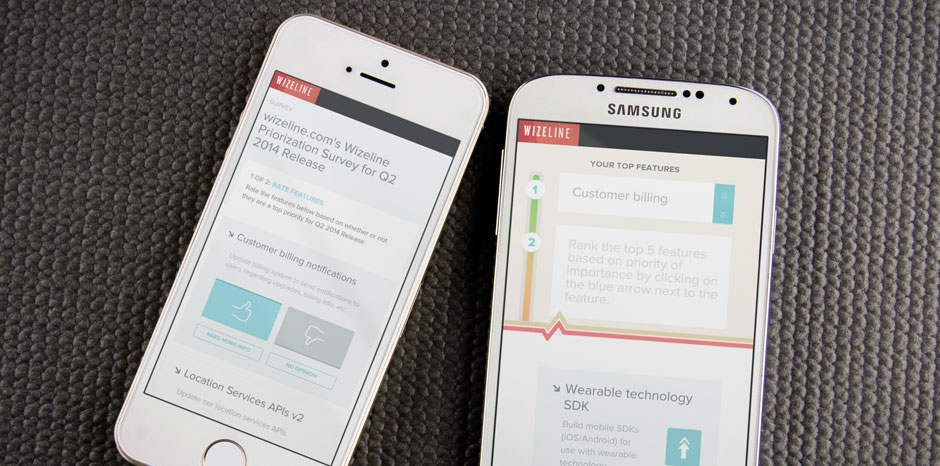 WIZELINE
SURVEY
wizeline.com's Wizeline
Priorization Survey for Q2
2014 Release
1 OF 2: RATE FEATURES
Rate the features below based on whether or not
they are a top priority for Q2 2014 Release
Customer billing notifications
Update billing system to send notifications to
users regarding upgrades, billing info, etc.
NEED MORE INFO
NO OPINION
Location Services APIs v2
Update our location-services APIs.
SAMSUNG
WIZELINE
YOUR TOP FEATURES
1
Customer billing
2
Rank the top 5 features
based on priority of
importance by clicking on
the blue arrow next to the
feature.
Wearable technology
SDK
Build mobile SDKs
(iOS/Android) for
use with wearable
technology